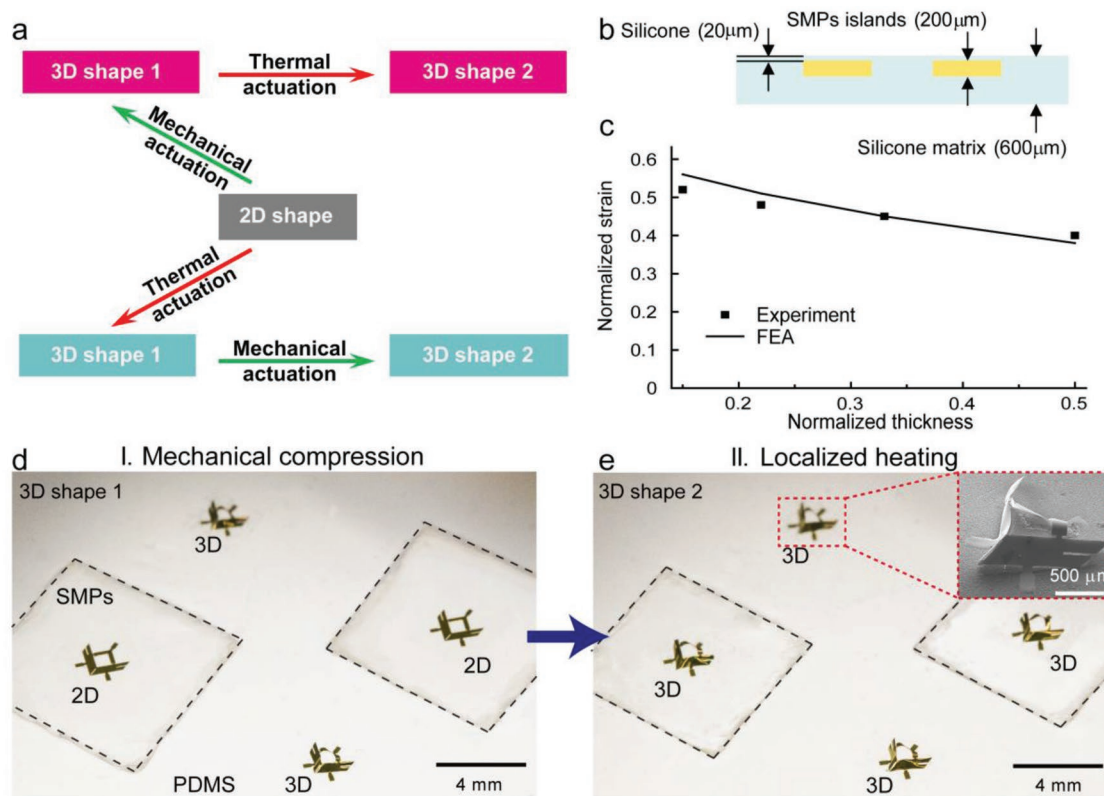 a
3D shape 1
Thermal
actuation
3D shape 2
Mechanical
actuation
2D shape
Thermal
actuation
3D shape 1
Mechanical
actuation
3D shape 2
b
Silicone (20μm)
SMPs islands (200μm)
Silicone matrix (600μm)
c
Normalized strain
0.6
0.5
0.4
0.3
0.2
0.1
0
Experiment
FEA
0.2
0.3
0.4
0.5
Normalized thickness
d
I. Mechanical compression
3D shape 1
3D
SMPs
2D
2D
PDMS
3D
4 mm
e
II. Localized heating
3D shape 2
3D
500 μm
3D
3D
3D
4 mm